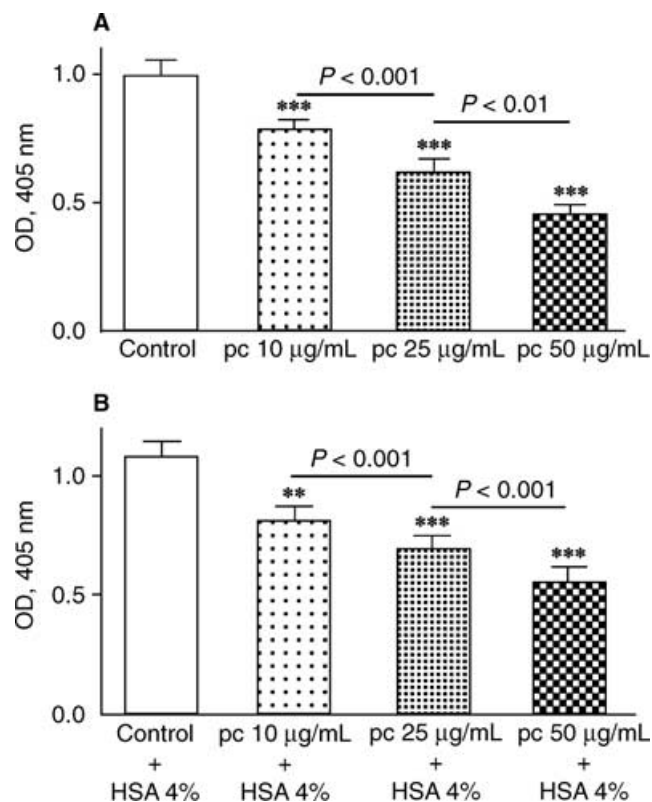 A
OD, 405 nm
1.0
0.5
0.0
***
P < 0.001
***
P < 0.01
***
Control
pc 10 μg/mL
pc 25 μg/mL
pc 50 μg/mL
B
OD, 405 nm
1.0
0.5
0.0
**
P < 0.001
***
P < 0.001
***
Control
+
HSA 4%
pc 10 μg/mL
+
HSA 4%
pc 25 μg/mL
+
HSA 4%
pc 50 μg/mL
+
HSA 4%